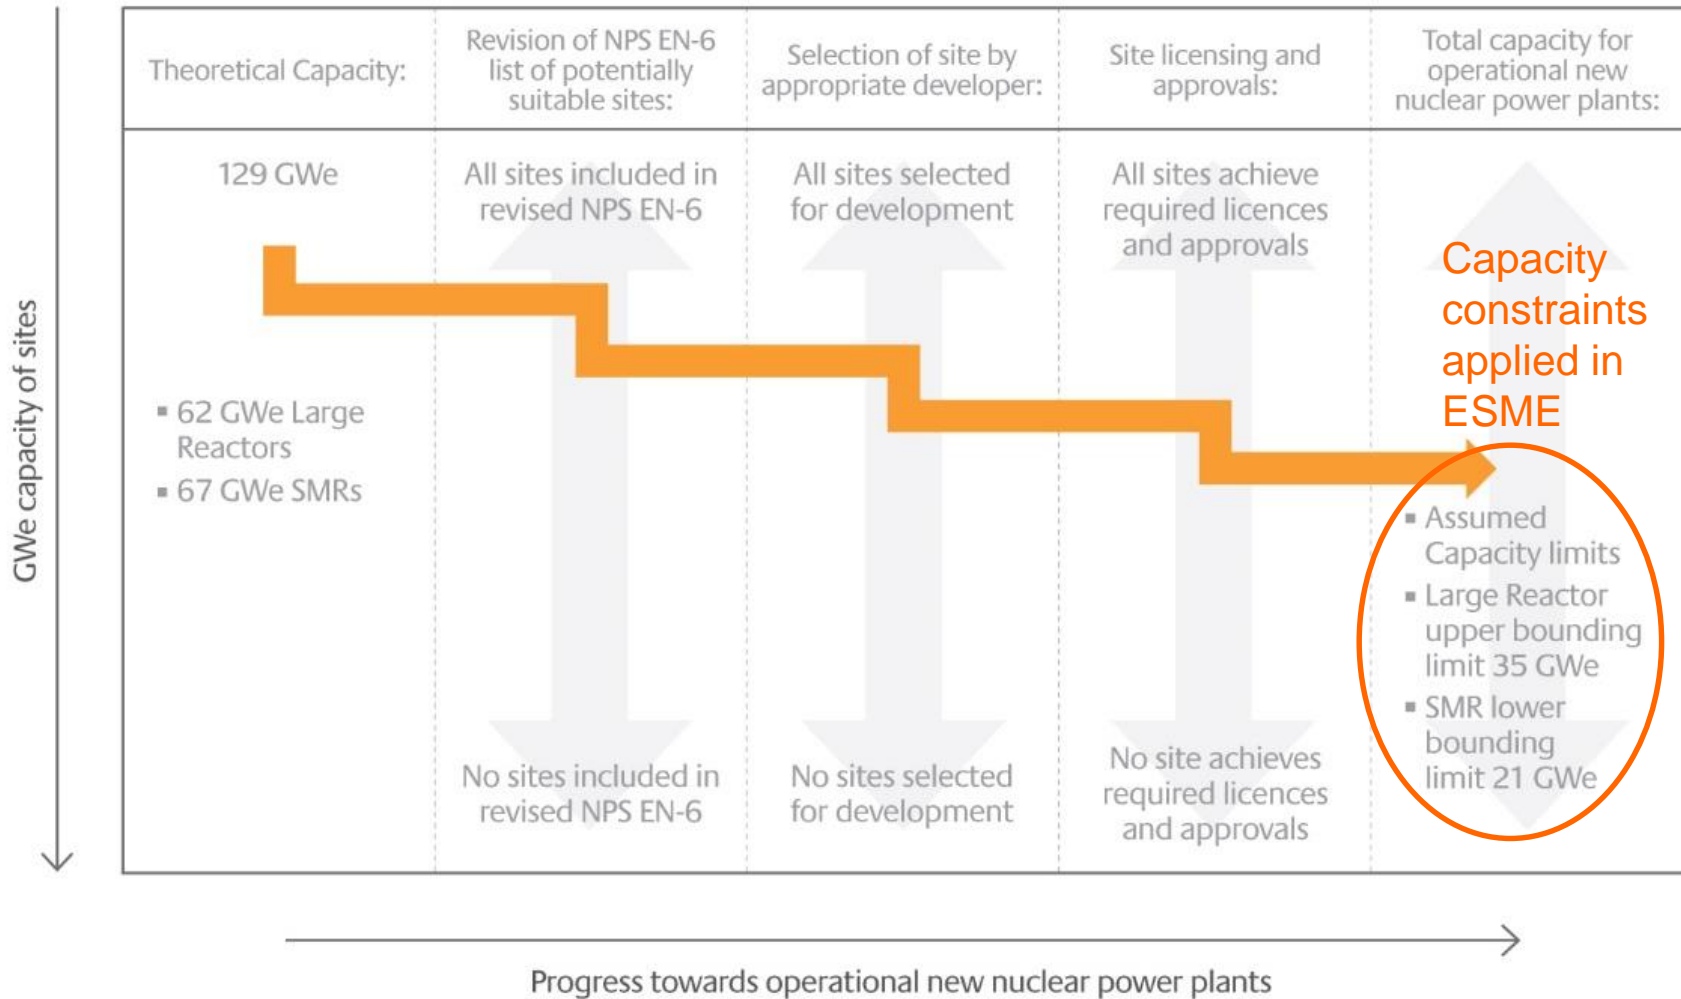 Theoretical Capacity:
Revision of NPS EN-6
list of potentially
suitable sites:
Selection of site by
appropriate developer:
Site licensing and
approvals:
Total capacity for
operational new
nuclear power plants:
129 GWe
All sites included in
revised NPS EN-6
All sites selected
for development
All sites achieve
required licences
and approvals
Capacity
constraints
applied in
ESME
GWe capacity of sites
▪ 62 GWe Large
Reactors
▪ 67 GWe SMRs
▪ Assumed
Capacity limits
▪ Large Reactor
upper bounding
limit 35 GWe
▪ SMR lower
bounding
limit 21 GWe
No sites included in
revised NPS EN-6
No sites selected
for development
No site achieves
required licences
and approvals
Progress towards operational new nuclear power plants